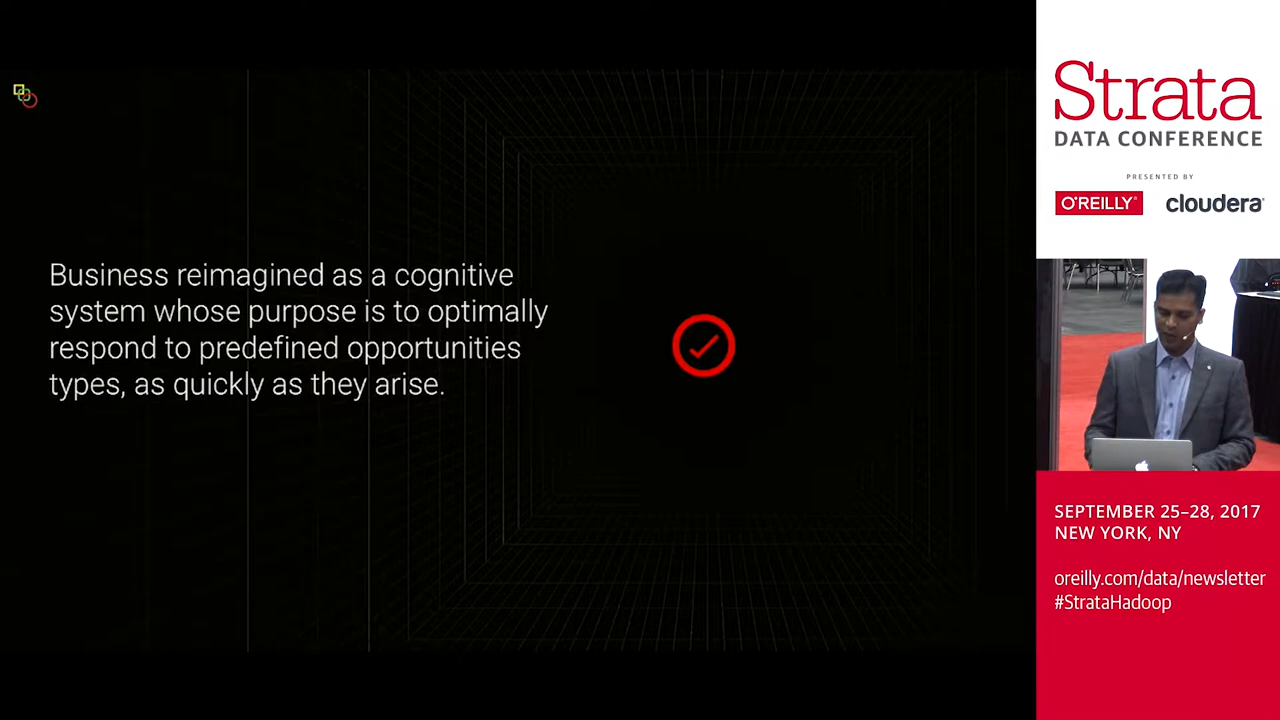 Business reimagined as a cognitive
system whose purpose is to optimally
respond to predefined opportunities
types, as quickly as they arise.
Strata
DATA CONFERENCE
PRESENTED BY
O'REILLY®
cloudera
SEPTEMBER 25–28, 2017
NEW YORK, NY
oreilly.com/data/newsletter
#StrataHadoop